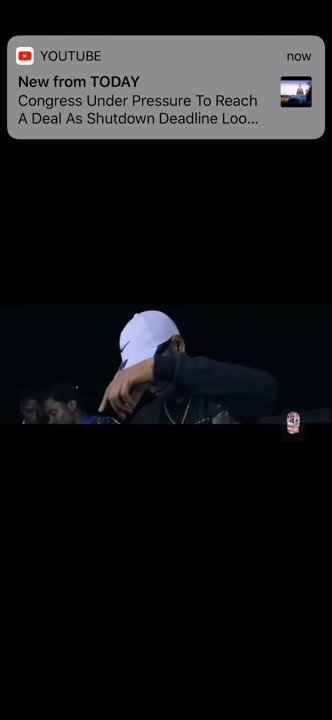 YOUTUBE now
New from TODAY
Congress Under Pressure To Reach
A Deal As Shutdown Deadline Loo...